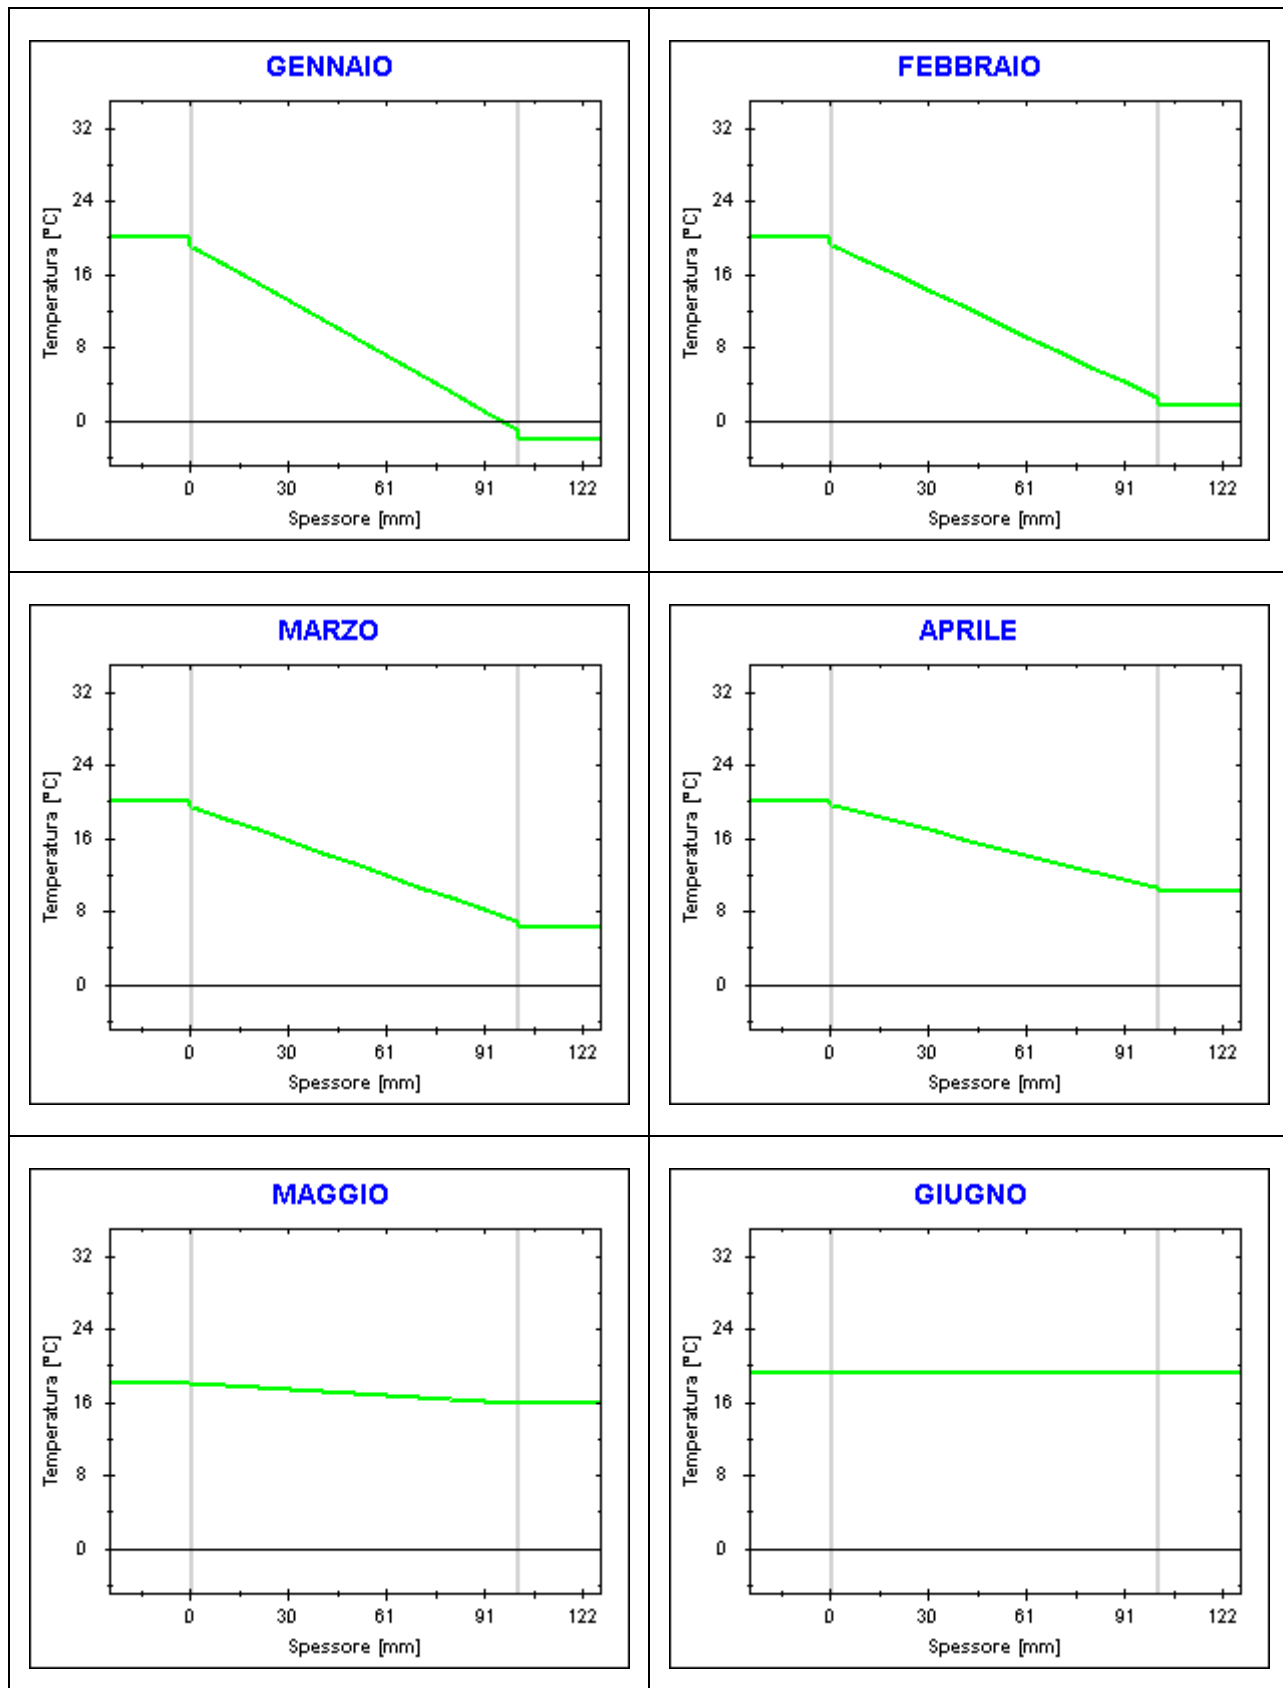 GENNAIO
32
24
16
8
0
Temperatura [°C]
0 30 61 91 122
Spessore [mm]
FEBBRAIO
32
24
16
8
0
Temperatura [°C]
0 30 61 91 122
Spessore [mm]
MARZO
32
24
16
8
0
Temperatura [°C]
0 30 61 91 122
Spessore [mm]
APRILE
32
24
16
8
0
Temperatura [°C]
0 30 61 91 122
Spessore [mm]
MAGGIO
32
24
16
8
0
Temperatura [°C]
0 30 61 91 122
Spessore [mm]
GIUGNO
32
24
16
8
0
Temperatura [°C]
0 30 61 91 122
Spessore [mm]